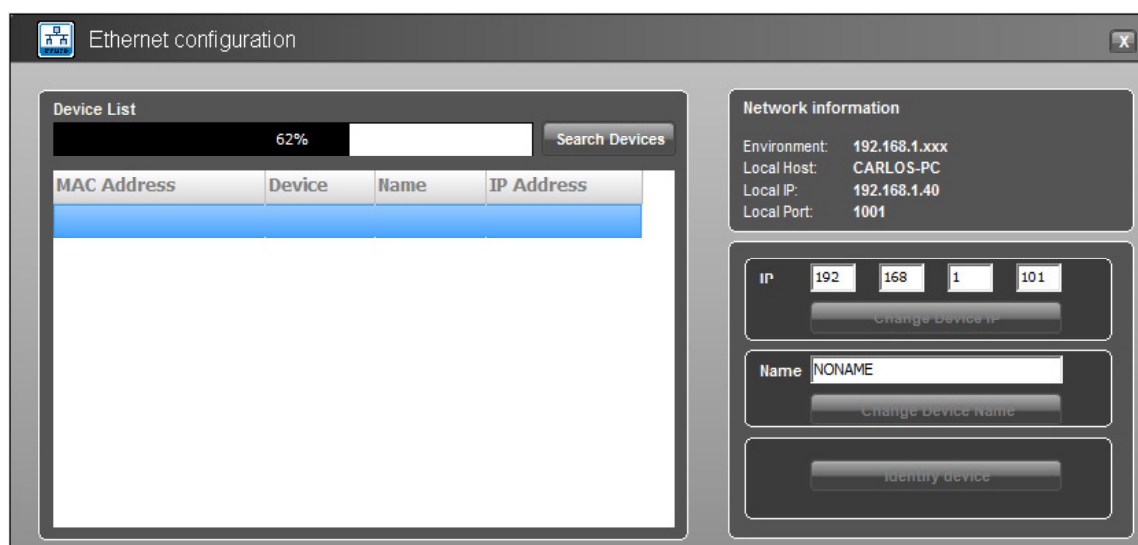 Ethernet configuration
X
Device List
62%
Search Devices
MAC Address Device Name IP Address
Network information
Environment: 192.168.1.xxx
Local Host: CARLOS-PC
Local IP: 192.168.1.40
Local Port: 1001
IP 192 168 1 101
Change Device IP
Name NONAME
Change Device Name
Identify device